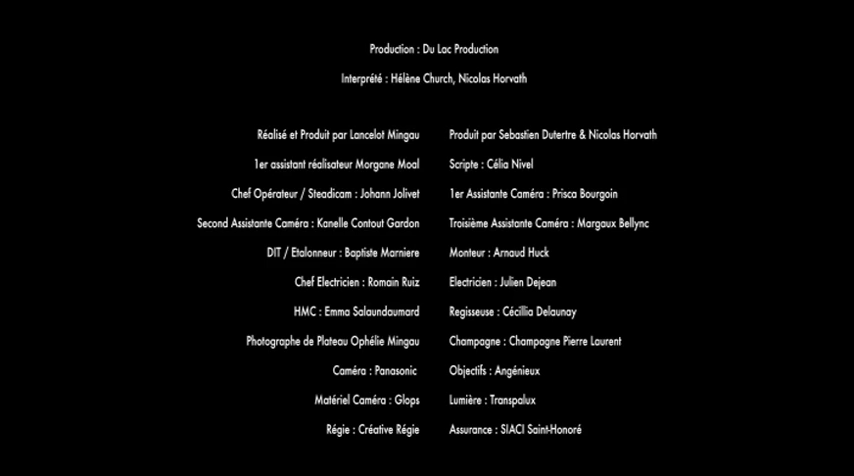 Production : Du Lac Production
Interprété : Hélène Church, Nicolas Horvath
Réalisé et Produit par Lancelot Mingau
Produit par Sebastien Dutertre & Nicolas Horvath
1er assistant réalisateur Morgane Moal
Scripte : Célia Nivel
Chef Opérateur / Steadicam : Johann Jolivet
1er Assistante Caméra : Prisca Bourgoin
Second Assistante Caméra : Kanelle Contout Gardon
Troisième Assistante Caméra : Margaux Bellync
DIT / Etalonneur : Baptiste Marniere
Monteur : Arnaud Huck
Chef Electricien : Romain Ruiz
Electricien : Julien Dejean
HMC : Emma Salaundaumard
Regisseuse : Cécillia Delaunay
Photographe de Plateau Ophélie Mingau
Champagne : Champagne Pierre Laurent
Caméra : Panasonic
Objectifs : Angénieux
Matériel Caméra : Glops
Lumière : Transpalux
Régie : Créative Régie
Assurance : SIACI Saint-Honoré